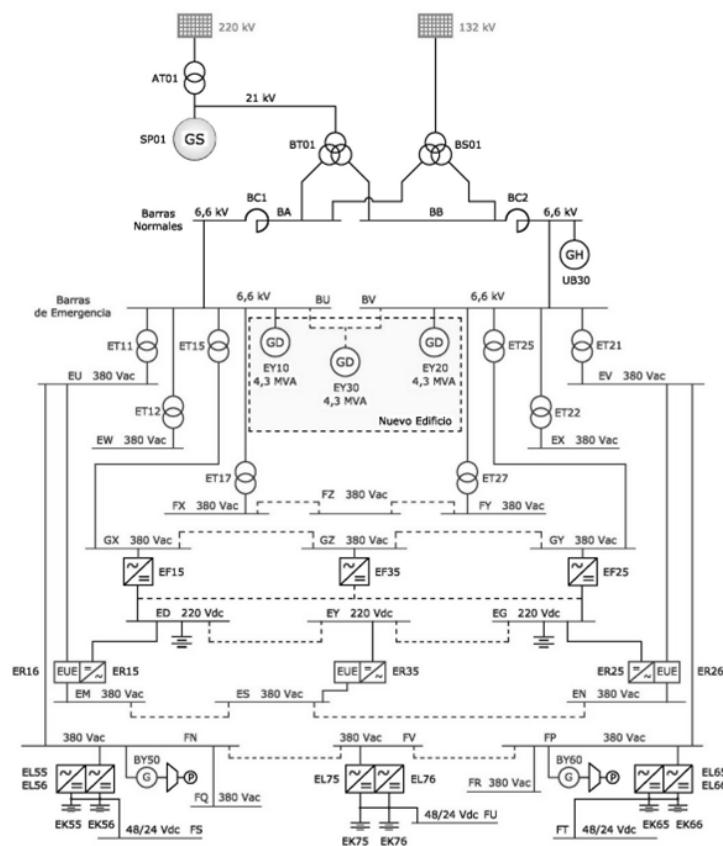 220 kV
132 kV
AT01
21 kV
SP01
GS
BT01
BS01
BC1
BC2
Barras
Normales
6,6 kV
BA
BB
6,6 kV
GH
UB30
Barras
de Emergencia
6,6 kV
BU
BV
6,6 kV
ET11
ET15
GD
EY10
4,3 MVA
GD
EY30
4,3 MVA
GD
EY20
4,3 MVA
ET25
ET21
EU 380 Vac
EV 380 Vac
ET12
ET22
Nuevo Edificio
EW 380 Vac
EX 380 Vac
ET17
ET27
FX 380 Vac
FZ 380 Vac
FY 380 Vac
GX 380 Vac
GZ 380 Vac
GY 380 Vac
EF15
EF35
EF25
ED 220 Vdc
EY 220 Vdc
EG 220 Vdc
ER16
EUE
ER15
EUE
ER35
ER25
EUE
ER26
EM 380 Vac
ES 380 Vac
EN 380 Vac
380 Vac FN
380 Vac FV
FP 380 Vac
EL55
EL56
BY50
G
P
EL75
EL76
BY60
G
P
EL65
EL66
FQ 380 Vac
FR 380 Vac
EK55 EK56
48/24 Vdc FS
EK75 EK76
48/24 Vdc FU
FT 48/24 Vdc
EK65 EK66